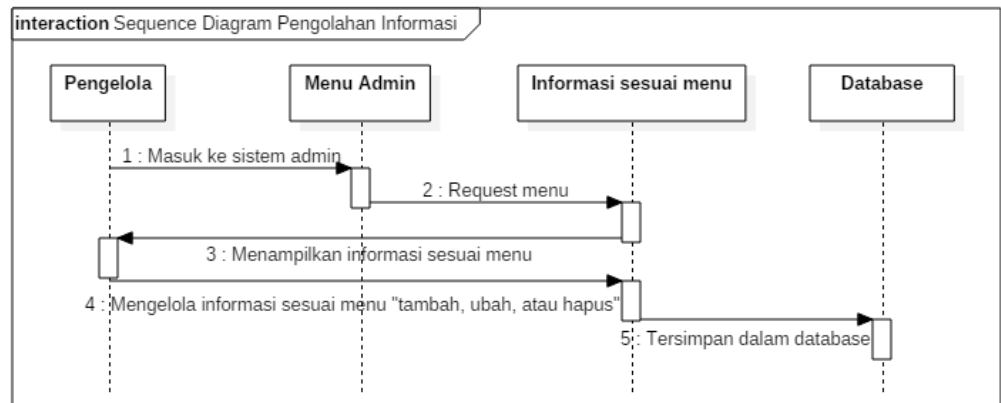 interaction Sequence Diagram Pengolahan Informasi
Pengelola
Menu Admin
Informasi sesuai menu
Database
1 : Masuk ke sistem admin
2 : Request menu
3 : Menampilkan informasi sesuai menu
4 : Mengelola informasi sesuai menu "tambah, ubah, atau hapus"
5 : Tersimpan dalam database